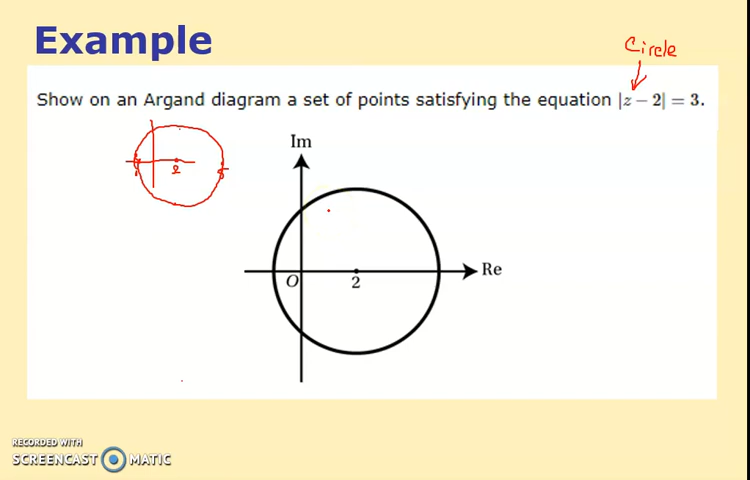 Example
Circle
Show on an Argand diagram a set of points satisfying the equation |z − 2| = 3.
Im
2
Re
O
2
RECORDED WITH
SCREENCAST MATIC